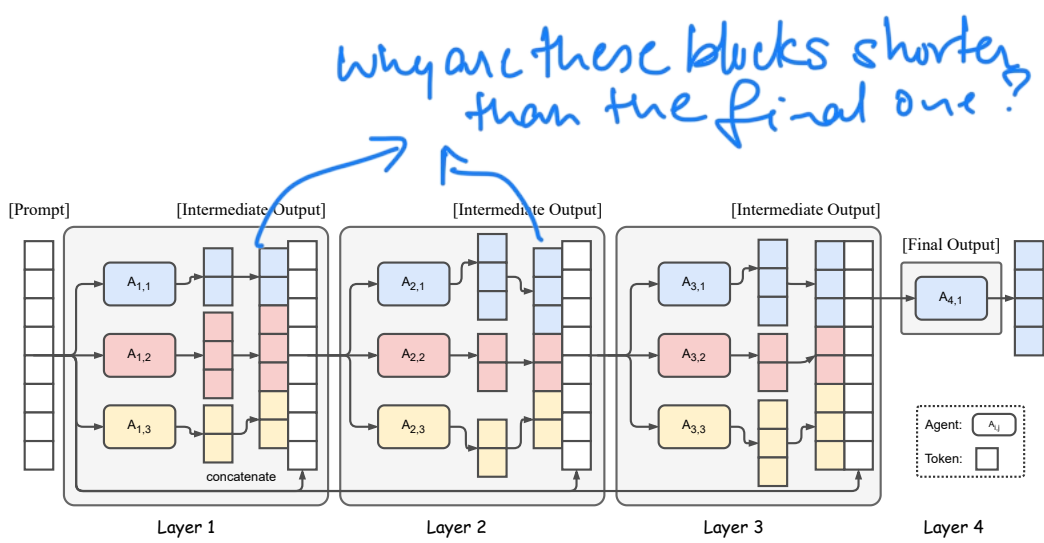 why are these blocks shorter
than the final one?
[Prompt]
[Intermediate Output]
[Intermediate Output]
[Intermediate Output]
[Final Output]
A1,1
A2,1
A3,1
A4,1
A1,2
A2,2
A3,2
A1,3
A2,3
A3,3
Agent: Ai,j
Token:
concatenate
Layer 1
Layer 2
Layer 3
Layer 4